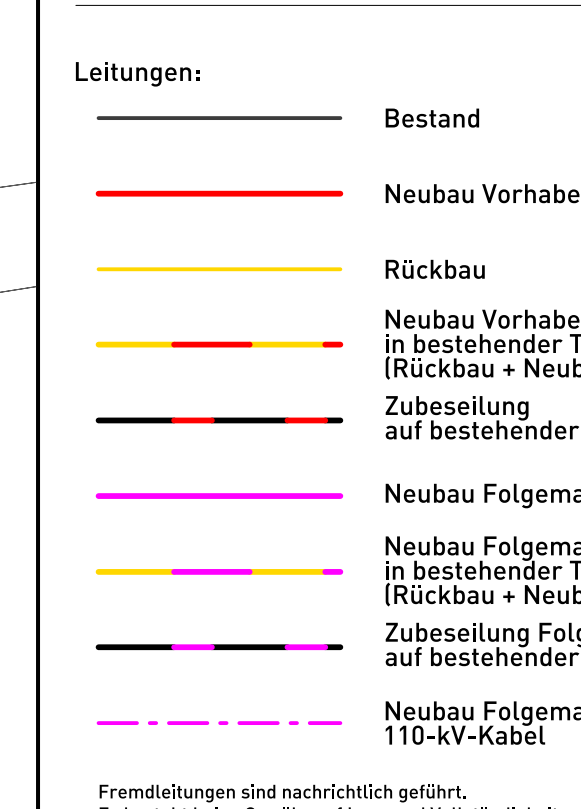 Leitungen:
Bestand
Neubau Vorhabe
Rückbau
Neubau Vorhabe
in bestehender T
(Rückbau + Neub
Zubeseilung
auf bestehender
Neubau Folgema
Neubau Folgema
in bestehender T
(Rückbau + Neub
Zubeseilung Folg
auf bestehender
Neubau Folgema
110-kV-Kabel
Fremdleitungen sind nachrichtlich geführt.